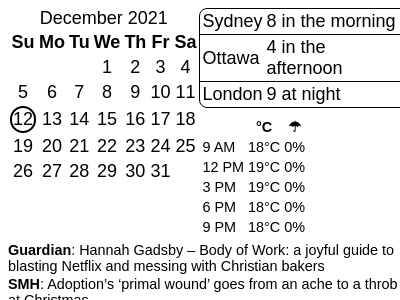 December 2021
Su Mo Tu We Th Fr Sa
1 2 3 4
5 6 7 8 9 10 11
12 13 14 15 16 17 18
19 20 21 22 23 24 25
26 27 28 29 30 31
Sydney 8 in the morning
Ottawa 4 in the
afternoon
London 9 at night
°C ☂
9 AM 18°C 0%
12 PM 19°C 0%
3 PM 19°C 0%
6 PM 18°C 0%
9 PM 18°C 0%
Guardian: Hannah Gadsby – Body of Work: a joyful guide to
blasting Netflix and messing with Christian bakers
SMH: Adoption’s ‘primal wound’ goes from an ache to a throb
at Christmas